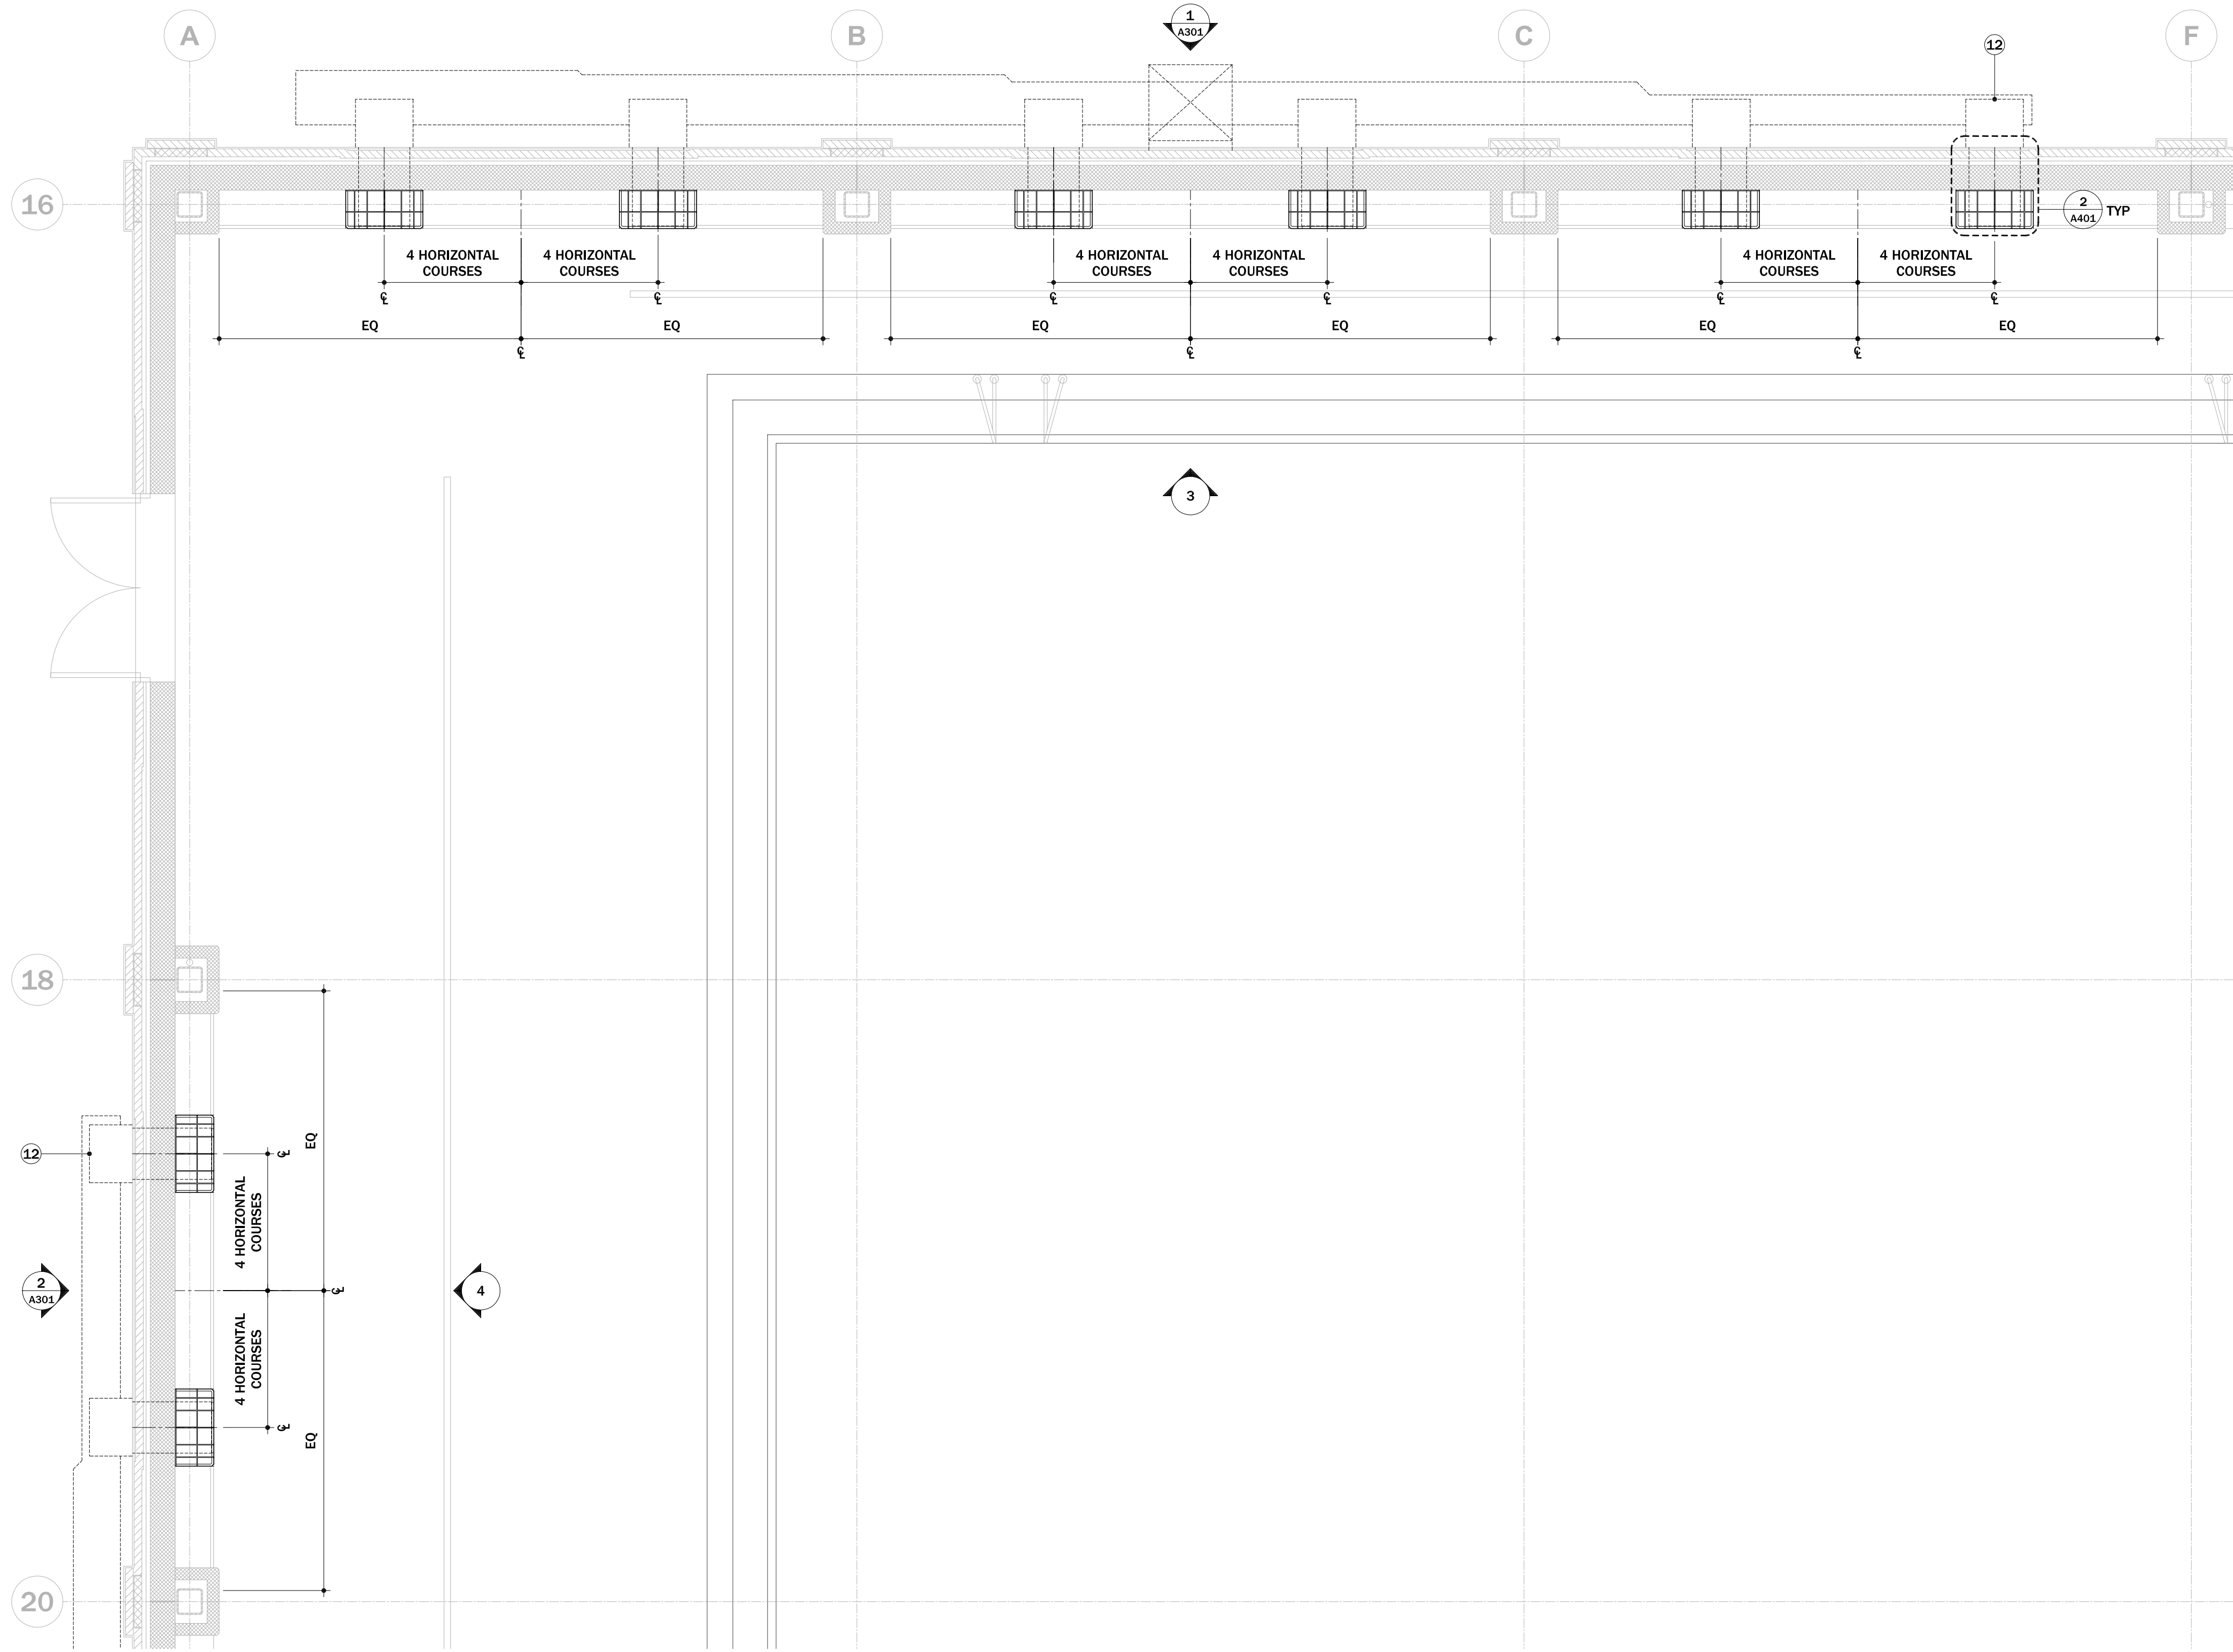 1
A301
A
B
C
F
12
16
2
A401
TYP
4 HORIZONTAL
COURSES
4 HORIZONTAL
COURSES
4 HORIZONTAL
COURSES
4 HORIZONTAL
COURSES
4 HORIZONTAL
COURSES
4 HORIZONTAL
COURSES
℄
℄
℄
℄
℄
℄
EQ
EQ
EQ
EQ
EQ
EQ
℄
℄
℄
3
18
12
℄
EQ
4 HORIZONTAL
COURSES
2
A301
℄
4
4 HORIZONTAL
COURSES
℄
EQ
20